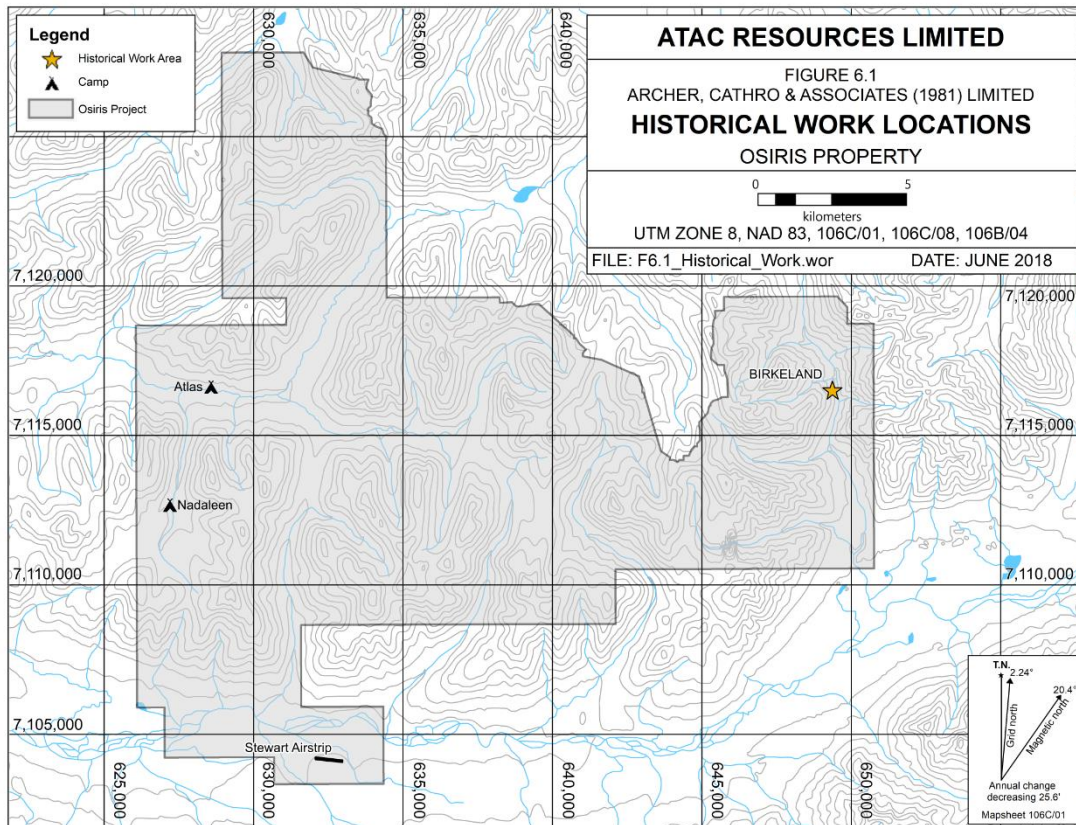 Legend
Historical Work Area
Camp
Osiris Project
630,000
635,000
640,000
ATAC RESOURCES LIMITED
FIGURE 6.1
ARCHER, CATHRO & ASSOCIATES (1981) LIMITED
HISTORICAL WORK LOCATIONS
OSIRIS PROPERTY
0 5
kilometers
UTM ZONE 8, NAD 83, 106C/01, 106C/08, 106B/04
FILE: F6.1_Historical_Work.wor DATE: JUNE 2018
7,120,000 7,120,000
BIRKELAND
Atlas
7,115,000 7,115,000
Nadaleen
7,110,000 7,110,000
T.N.
2.24°
20.4°
Grid north
Magnetic north
7,105,000
Stewart Airstrip
625,000
630,000
635,000
640,000
645,000
650,000
Annual change
decreasing 25.6'
Mapsheet 106C/01